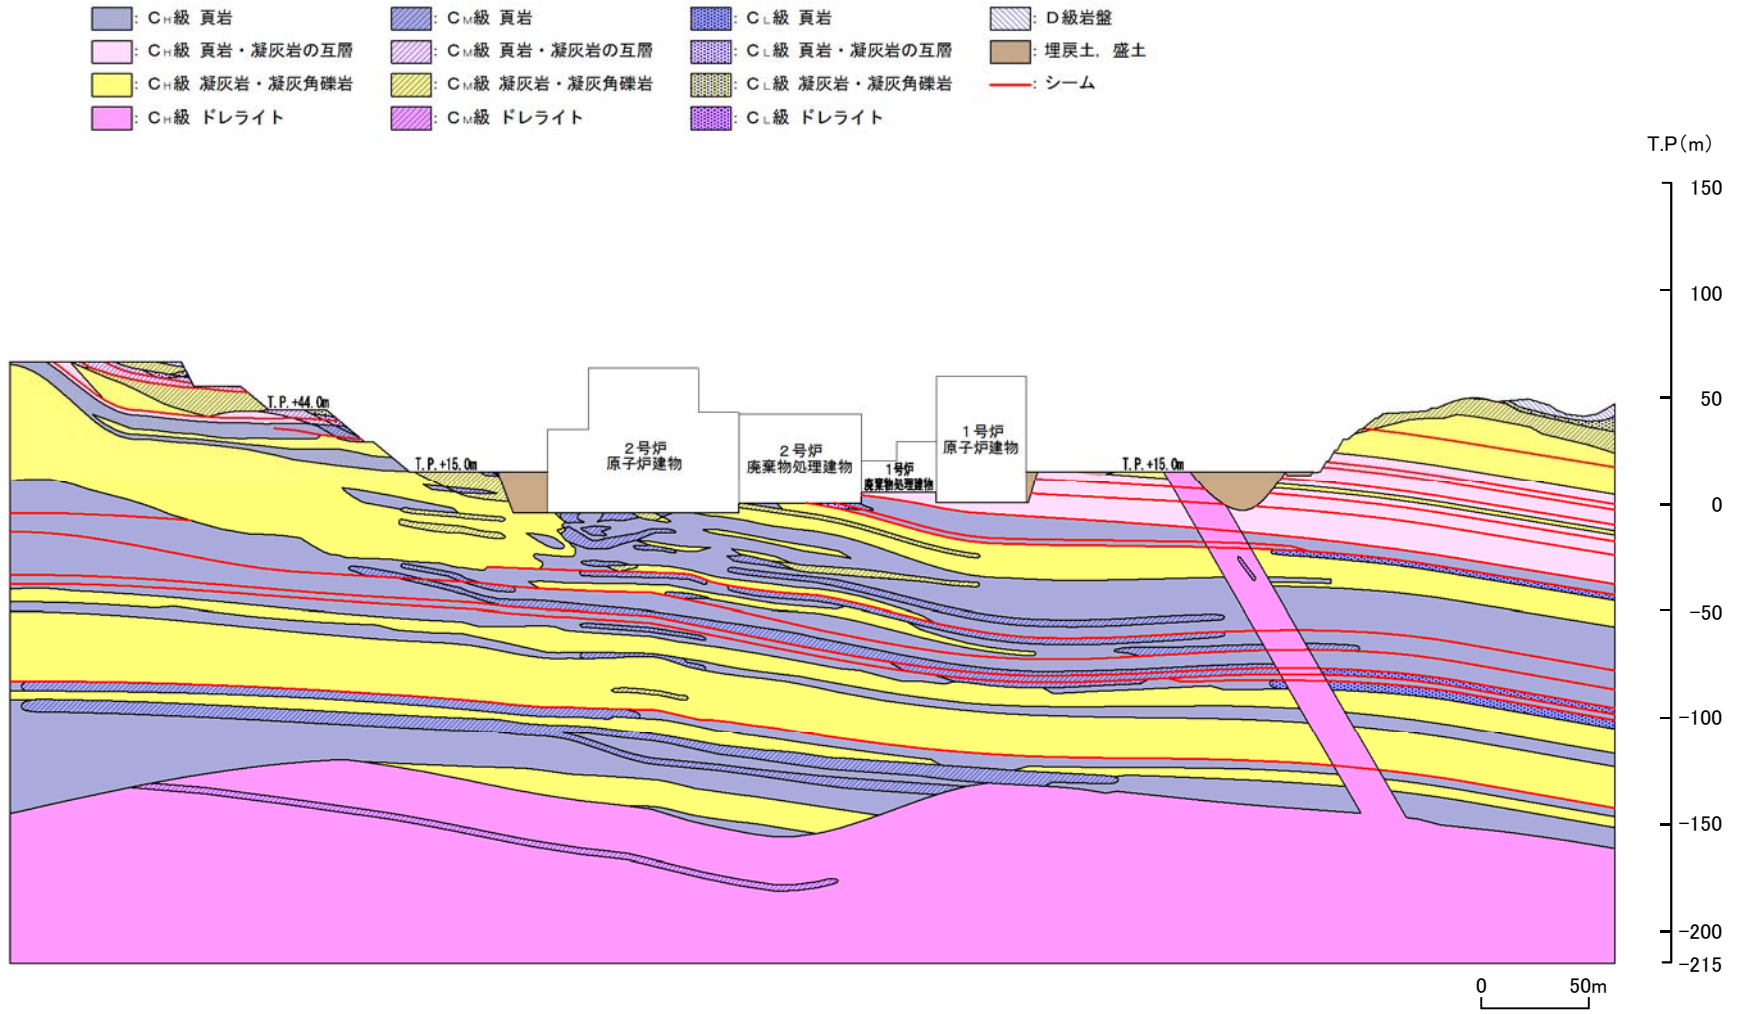 : CH級 頁岩 : CM級 頁岩 : CL級 頁岩 : D級岩盤
: CH級 頁岩・凝灰岩の互層 : CM級 頁岩・凝灰岩の互層 : CL級 頁岩・凝灰岩の互層 : 埋戻土，盛土
: CH級 凝灰岩・凝灰角礫岩 : CM級 凝灰岩・凝灰角礫岩 : CL級 凝灰岩・凝灰角礫岩 : シーム
: CH級 ドレライト : CM級 ドレライト : CL級 ドレライト
T.P(m)
150
100
50
0
-50
-100
-150
-200
-215
T.P.+44.0m
T.P.+15.0m
2号炉
原子炉建物
2号炉
廃棄物処理建物
1号炉
廃棄物処理建物
1号炉
原子炉建物
T.P.+15.0m
0 50m